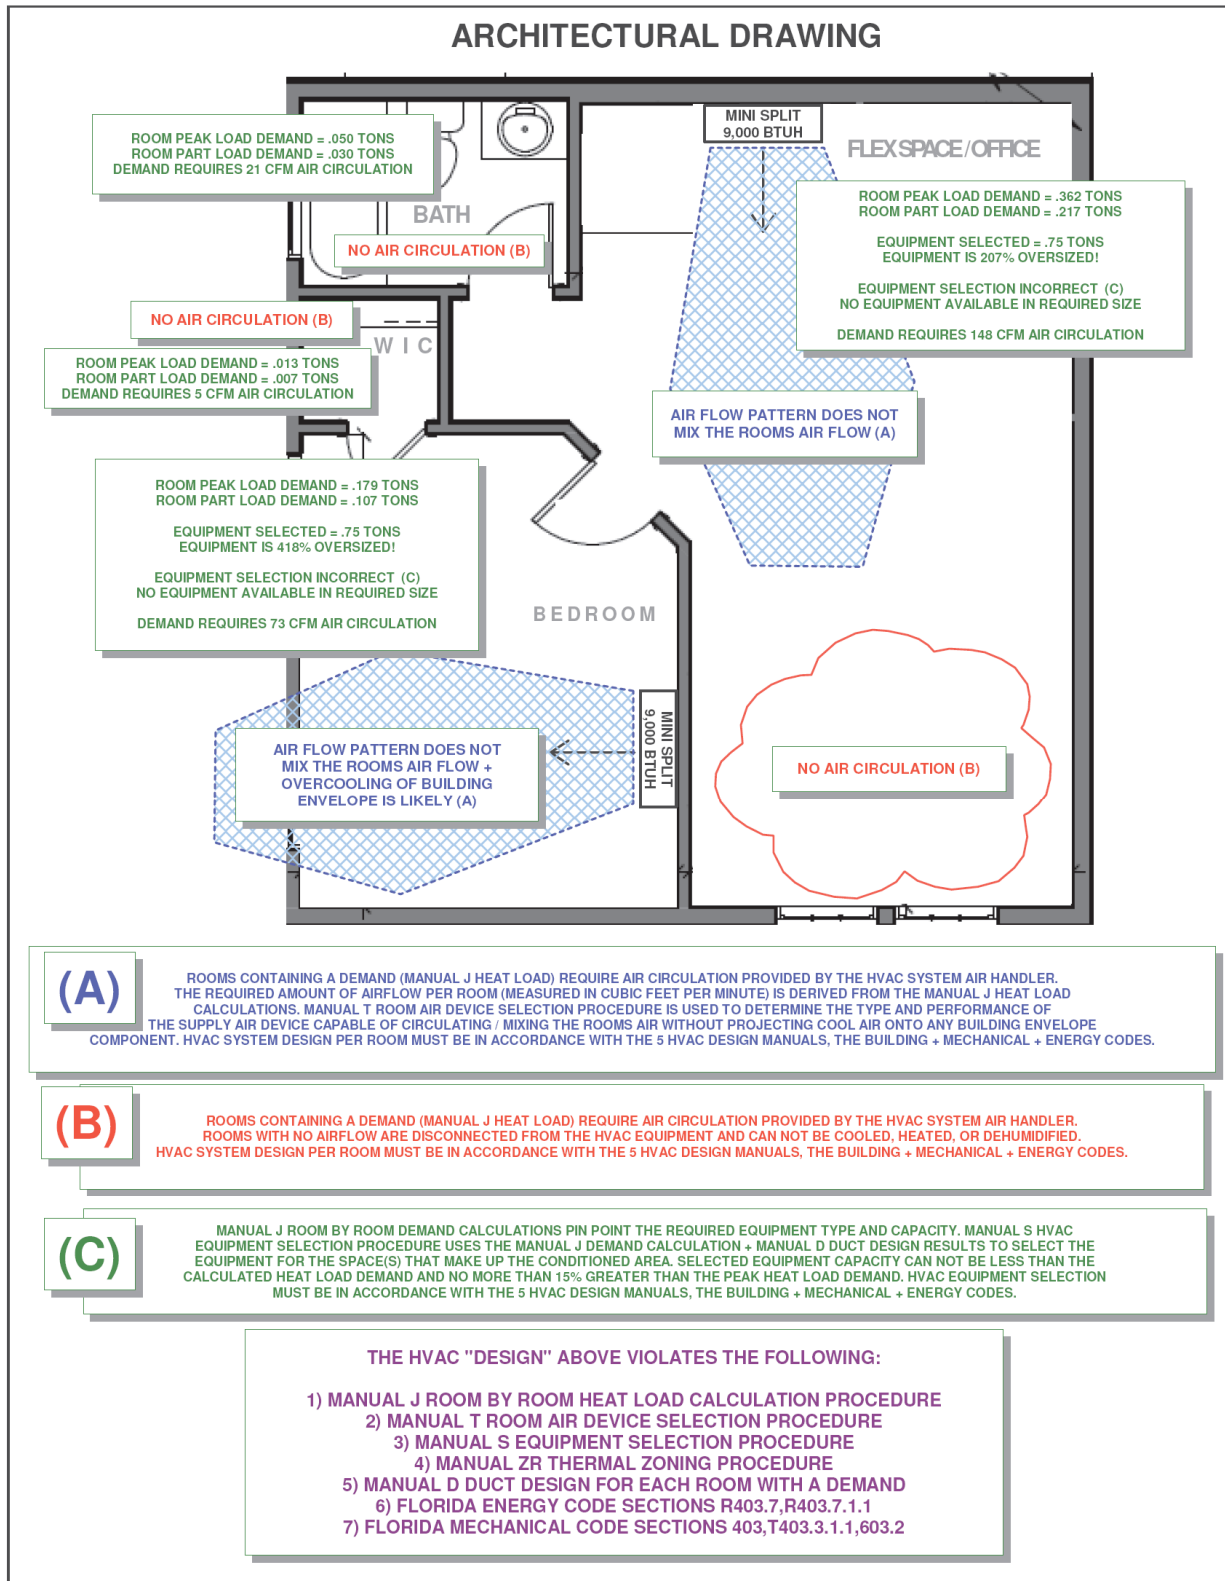 ARCHITECTURAL DRAWING
MINI SPLIT
9,000 BTUH
FLEX SPACE / OFFICE
ROOM PEAK LOAD DEMAND = .050 TONS
ROOM PART LOAD DEMAND = .030 TONS
DEMAND REQUIRES 21 CFM AIR CIRCULATION
BATH
NO AIR CIRCULATION (B)
ROOM PEAK LOAD DEMAND = .362 TONS
ROOM PART LOAD DEMAND = .217 TONS
EQUIPMENT SELECTED = .75 TONS
EQUIPMENT IS 207% OVERSIZED!
EQUIPMENT SELECTION INCORRECT (C)
NO EQUIPMENT AVAILABLE IN REQUIRED SIZE
DEMAND REQUIRES 148 CFM AIR CIRCULATION
NO AIR CIRCULATION (B)
WIC
ROOM PEAK LOAD DEMAND = .013 TONS
ROOM PART LOAD DEMAND = .007 TONS
DEMAND REQUIRES 5 CFM AIR CIRCULATION
AIR FLOW PATTERN DOES NOT
MIX THE ROOMS AIR FLOW (A)
ROOM PEAK LOAD DEMAND = .179 TONS
ROOM PART LOAD DEMAND = .107 TONS
EQUIPMENT SELECTED = .75 TONS
EQUIPMENT IS 418% OVERSIZED!
EQUIPMENT SELECTION INCORRECT (C)
NO EQUIPMENT AVAILABLE IN REQUIRED SIZE
DEMAND REQUIRES 73 CFM AIR CIRCULATION
BEDROOM
MINI SPLIT
9,000 BTUH
AIR FLOW PATTERN DOES NOT
MIX THE ROOMS AIR FLOW +
OVERCOOLING OF BUILDING
ENVELOPE IS LIKELY (A)
NO AIR CIRCULATION (B)
(A)
ROOMS CONTAINING A DEMAND (MANUAL J HEAT LOAD) REQUIRE AIR CIRCULATION PROVIDED BY THE HVAC SYSTEM AIR HANDLER.
THE REQUIRED AMOUNT OF AIRFLOW PER ROOM (MEASURED IN CUBIC FEET PER MINUTE) IS DERIVED FROM THE MANUAL J HEAT LOAD
CALCULATIONS. MANUAL T ROOM AIR DEVICE SELECTION PROCEDURE IS USED TO DETERMINE THE TYPE AND PERFORMANCE OF
THE SUPPLY AIR DEVICE CAPABLE OF CIRCULATING / MIXING THE ROOMS AIR WITHOUT PROJECTING COOL AIR ONTO ANY BUILDING ENVELOPE
COMPONENT. HVAC SYSTEM DESIGN PER ROOM MUST BE IN ACCORDANCE WITH THE 5 HVAC DESIGN MANUALS, THE BUILDING + MECHANICAL + ENERGY CODES.
(B)
ROOMS CONTAINING A DEMAND (MANUAL J HEAT LOAD) REQUIRE AIR CIRCULATION PROVIDED BY THE HVAC SYSTEM AIR HANDLER.
ROOMS WITH NO AIRFLOW ARE DISCONNECTED FROM THE HVAC EQUIPMENT AND CAN NOT BE COOLED, HEATED, OR DEHUMIDIFIED.
HVAC SYSTEM DESIGN PER ROOM MUST BE IN ACCORDANCE WITH THE 5 HVAC DESIGN MANUALS, THE BUILDING + MECHANICAL + ENERGY CODES.
(C)
MANUAL J ROOM BY ROOM DEMAND CALCULATIONS PIN POINT THE REQUIRED EQUIPMENT TYPE AND CAPACITY. MANUAL S HVAC
EQUIPMENT SELECTION PROCEDURE USES THE MANUAL J DEMAND CALCULATION + MANUAL D DUCT DESIGN RESULTS TO SELECT THE
EQUIPMENT FOR THE SPACE(S) THAT MAKE UP THE CONDITIONED AREA. SELECTED EQUIPMENT CAPACITY CAN NOT BE LESS THAN THE
CALCULATED HEAT LOAD DEMAND AND NO MORE THAN 15% GREATER THAN THE PEAK HEAT LOAD DEMAND. HVAC EQUIPMENT SELECTION
MUST BE IN ACCORDANCE WITH THE 5 HVAC DESIGN MANUALS, THE BUILDING + MECHANICAL + ENERGY CODES.
THE HVAC "DESIGN" ABOVE VIOLATES THE FOLLOWING:
1) MANUAL J ROOM BY ROOM HEAT LOAD CALCULATION PROCEDURE
2) MANUAL T ROOM AIR DEVICE SELECTION PROCEDURE
3) MANUAL S EQUIPMENT SELECTION PROCEDURE
4) MANUAL ZR THERMAL ZONING PROCEDURE
5) MANUAL D DUCT DESIGN FOR EACH ROOM WITH A DEMAND
6) FLORIDA ENERGY CODE SECTIONS R403.7,R403.7.1.1
7) FLORIDA MECHANICAL CODE SECTIONS 403,T403.3.1.1,603.2